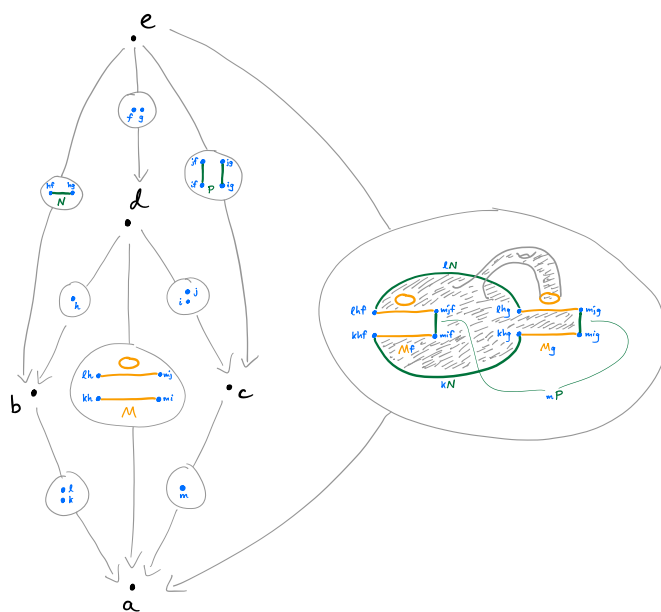 e
f g
hf hg
N
jf jg
if P ig
d
h
j
i
lh mj
kh mi
M
b
c
l
k
m
a
lN
lhf mjf lhg mjg
khf mif khg mig
Mf Mg
kN
mP